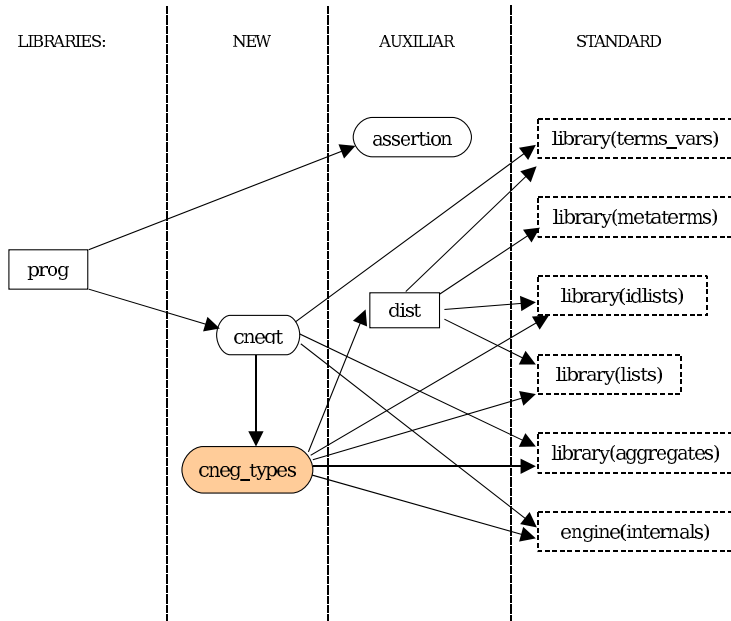 LIBRARIES: NEW AUXILIAR STANDARD
assertion
library(terms_vars)
library(metaterms)
prog
library(idlists)
dist
cnegt
library(lists)
library(aggregates)
cneg_types
engine(internals)